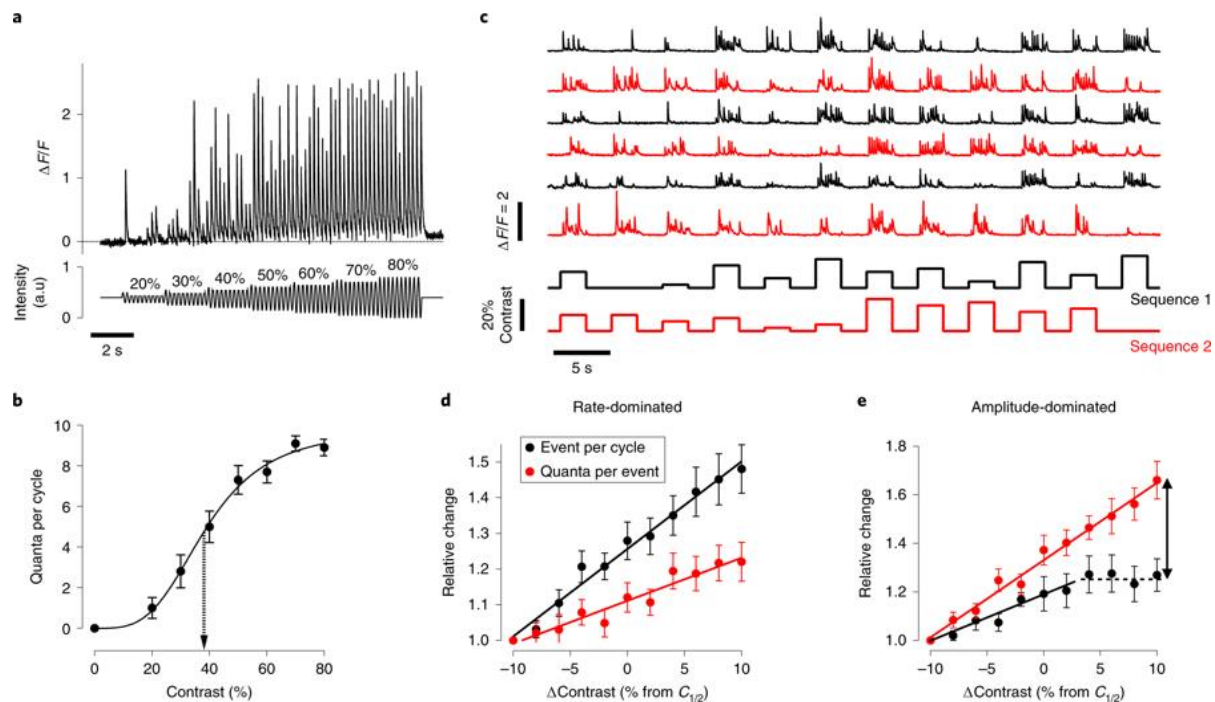 a
ΔF/F
2
1
0
Intensity
(a.u)
1
0
20%
30%
40%
50%
60%
70%
80%
2 s
c
ΔF/F = 2
20%
Contrast
Sequence 1
Sequence 2
5 s
b
Quanta per cycle
10
8
6
4
2
0
0 20 40 60 80
Contrast (%)
d
Rate-dominated
Event per cycle
Quanta per event
Relative change
1.5
1.4
1.3
1.2
1.1
1.0
–10 –5 0 5 10
ΔContrast (% from C1/2)
e
Amplitude-dominated
Relative change
1.8
1.6
1.4
1.2
1.0
–10 –5 0 5 10
ΔContrast (% from C1/2)